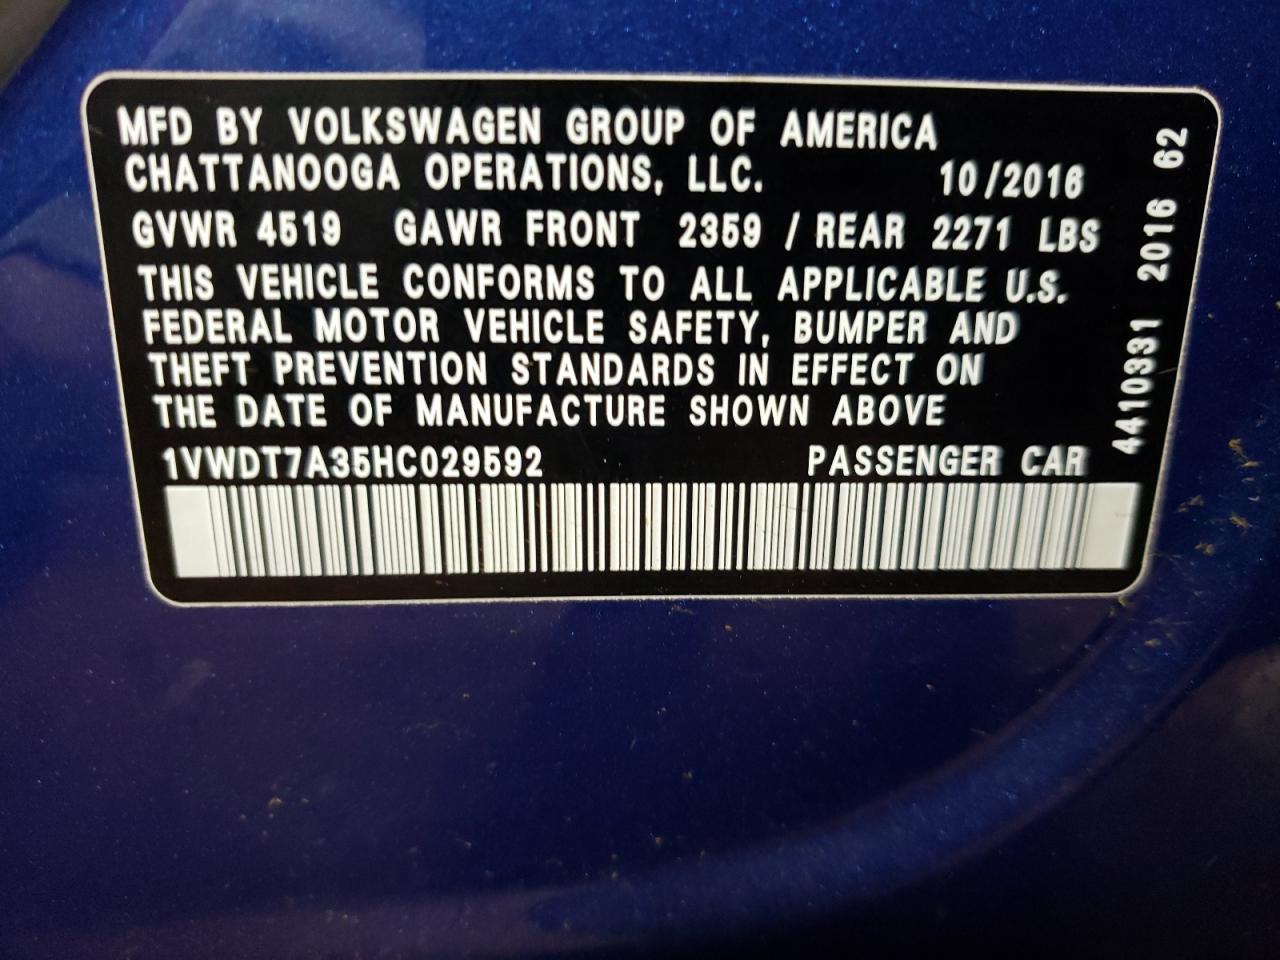 MFD BY VOLKSWAGEN GROUP OF AMERICA
CHATTANOOGA OPERATIONS, LLC. 10/2016
GVWR 4519 GAWR FRONT 2359 / REAR 2271 LBS
THIS VEHICLE CONFORMS TO ALL APPLICABLE U.S.
FEDERAL MOTOR VEHICLE SAFETY, BUMPER AND
THEFT PREVENTION STANDARDS IN EFFECT ON
THE DATE OF MANUFACTURE SHOWN ABOVE
1VWDT7A35HC029592 PASSENGER CAR
4410331 2016 62